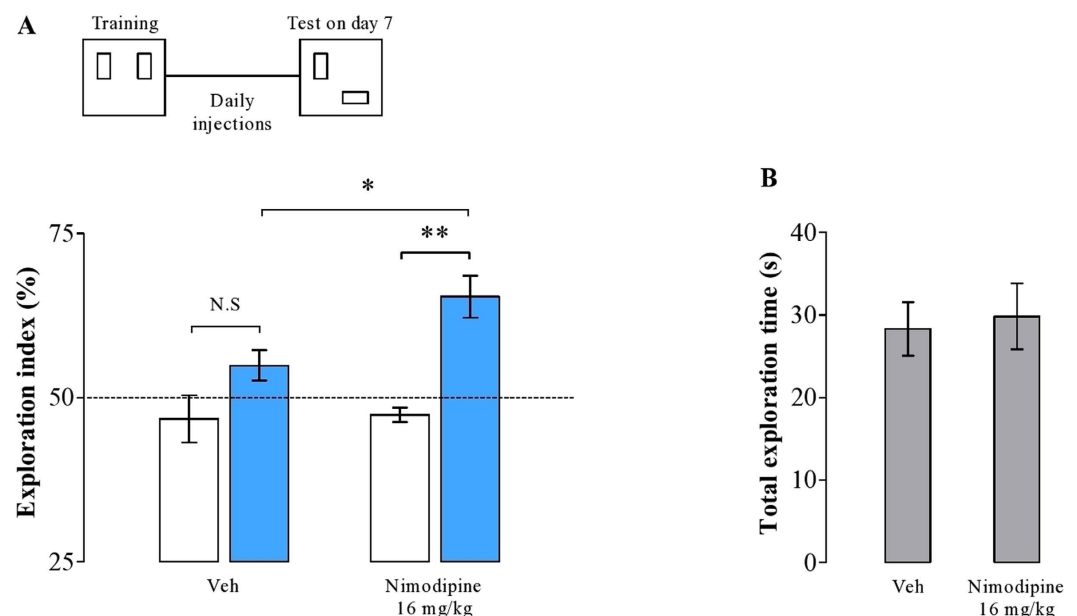 A
Training
Test on day 7
Daily
injections
*
**
N.S
75
50
25
Exploration index (%)
Veh
Nimodipine
16 mg/kg
B
40
30
20
10
0
Total exploration time (s)
Veh
Nimodipine
16 mg/kg